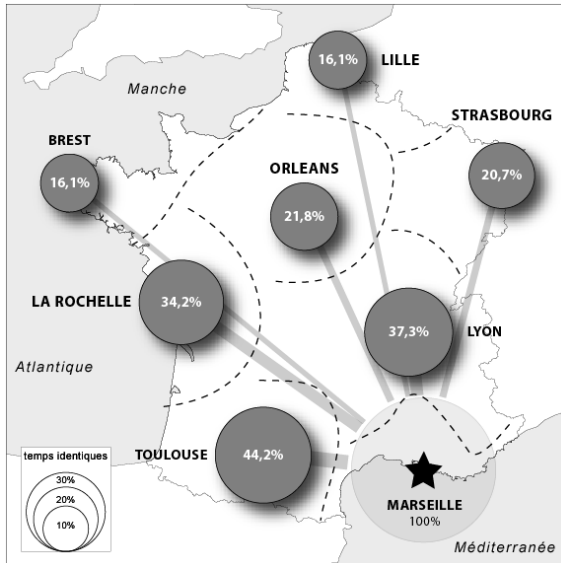 16,1%
LILLE
Manche
STRASBOURG
BREST
ORLEANS
16,1%
20,7%
21,8%
LA ROCHELLE
34,2%
37,3%
LYON
Atlantique
TOULOUSE
44,2%
temps identiques
30%
20%
10%
MARSEILLE
100%
Méditerranée